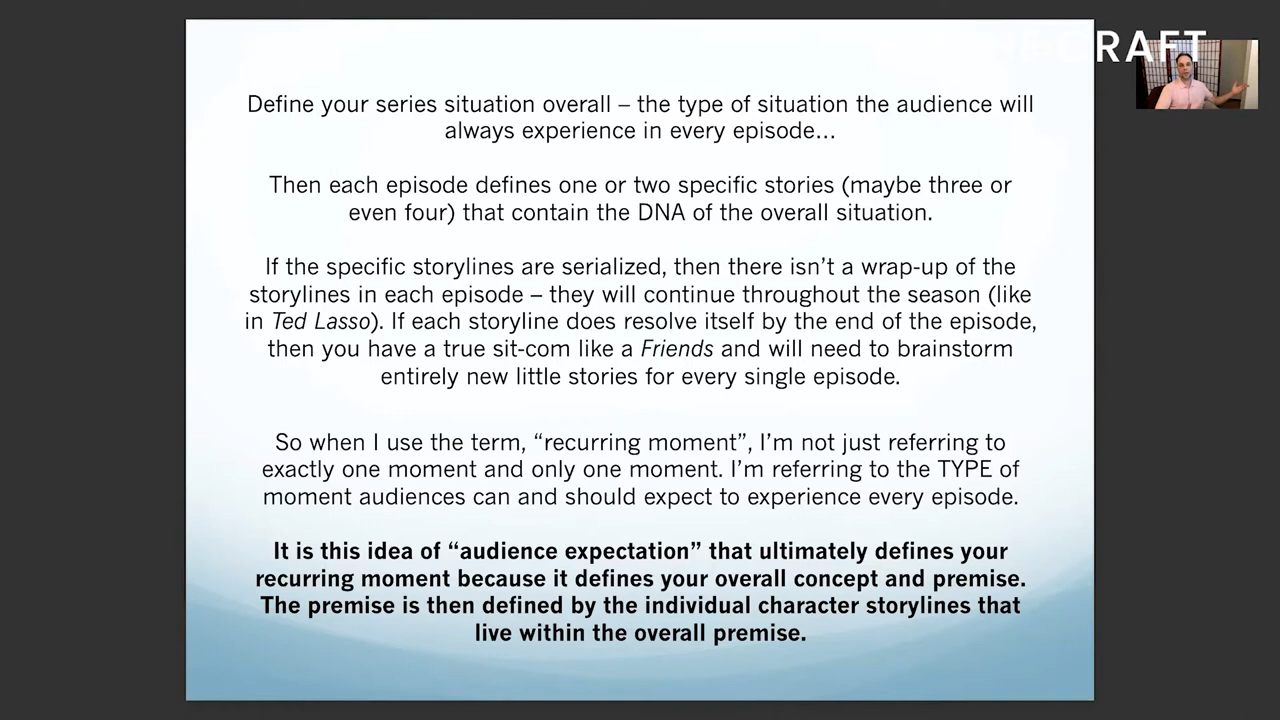 RAFT
Define your series situation overall – the type of situation the audience will
always experience in every episode…
Then each episode defines one or two specific stories (maybe three or
even four) that contain the DNA of the overall situation.
If the specific storylines are serialized, then there isn’t a wrap-up of the
storylines in each episode – they will continue throughout the season (like
in Ted Lasso). If each storyline does resolve itself by the end of the episode,
then you have a true sit-com like a Friends and will need to brainstorm
entirely new little stories for every single episode.
So when I use the term, “recurring moment”, I’m not just referring to
exactly one moment and only one moment. I’m referring to the TYPE of
moment audiences can and should expect to experience every episode.
It is this idea of “audience expectation” that ultimately defines your
recurring moment because it defines your overall concept and premise.
The premise is then defined by the individual character storylines that
live within the overall premise.